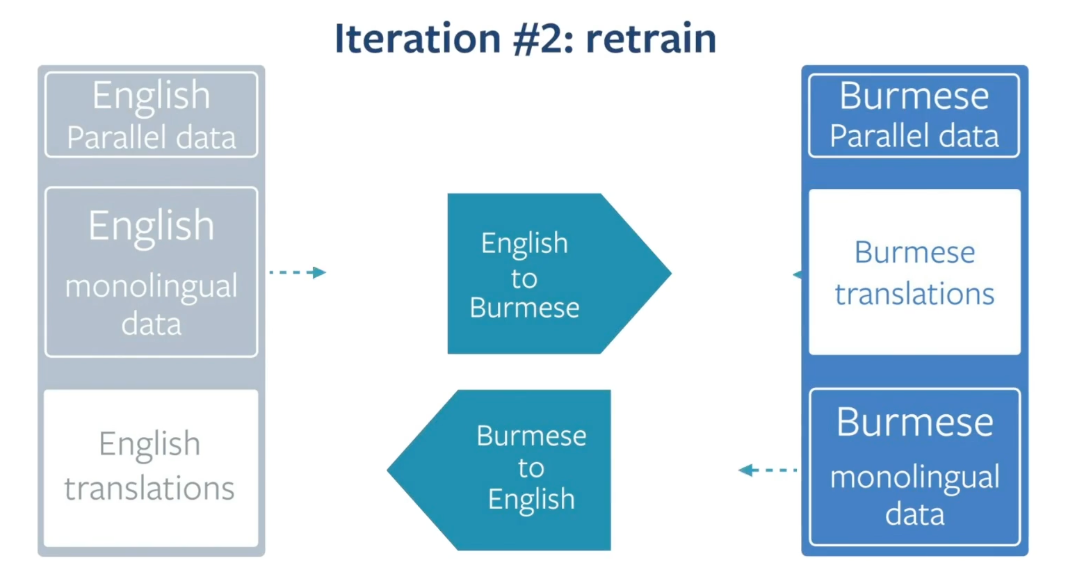 Iteration #2: retrain
English
Parallel data
English
monolingual
data
English
translations
English
to
Burmese
Burmese
to
English
Burmese
Parallel data
Burmese
translations
Burmese
monolingual
data